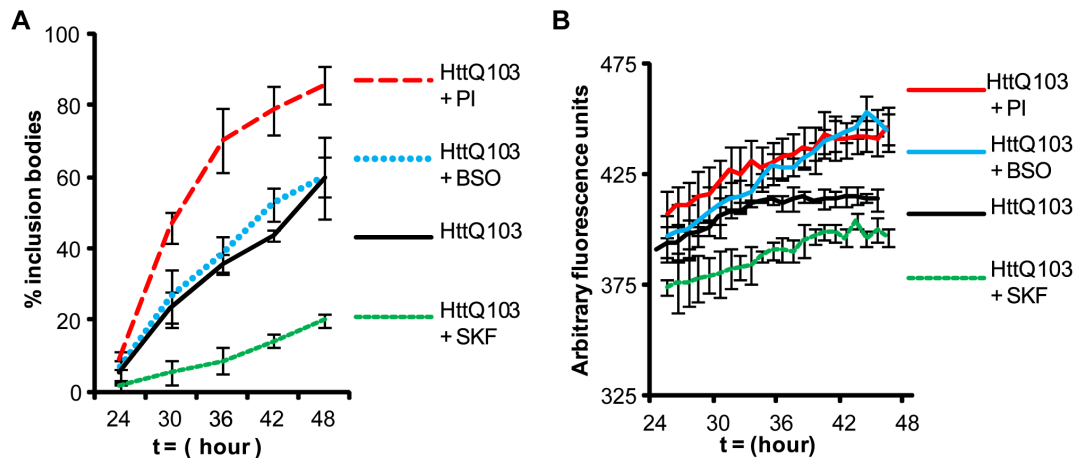 A
% inclusion bodies
100
80
60
40
20
0
24 30 36 42 48
t = ( hour )
HttQ103
+ PI
HttQ103
+ BSO
HttQ103
HttQ103
+ SKF
B
Arbitrary fluorescence units
475
425
375
325
24 30 36 42 48
t = (hour)
HttQ103
+ PI
HttQ103
+ BSO
HttQ103
HttQ103
+ SKF